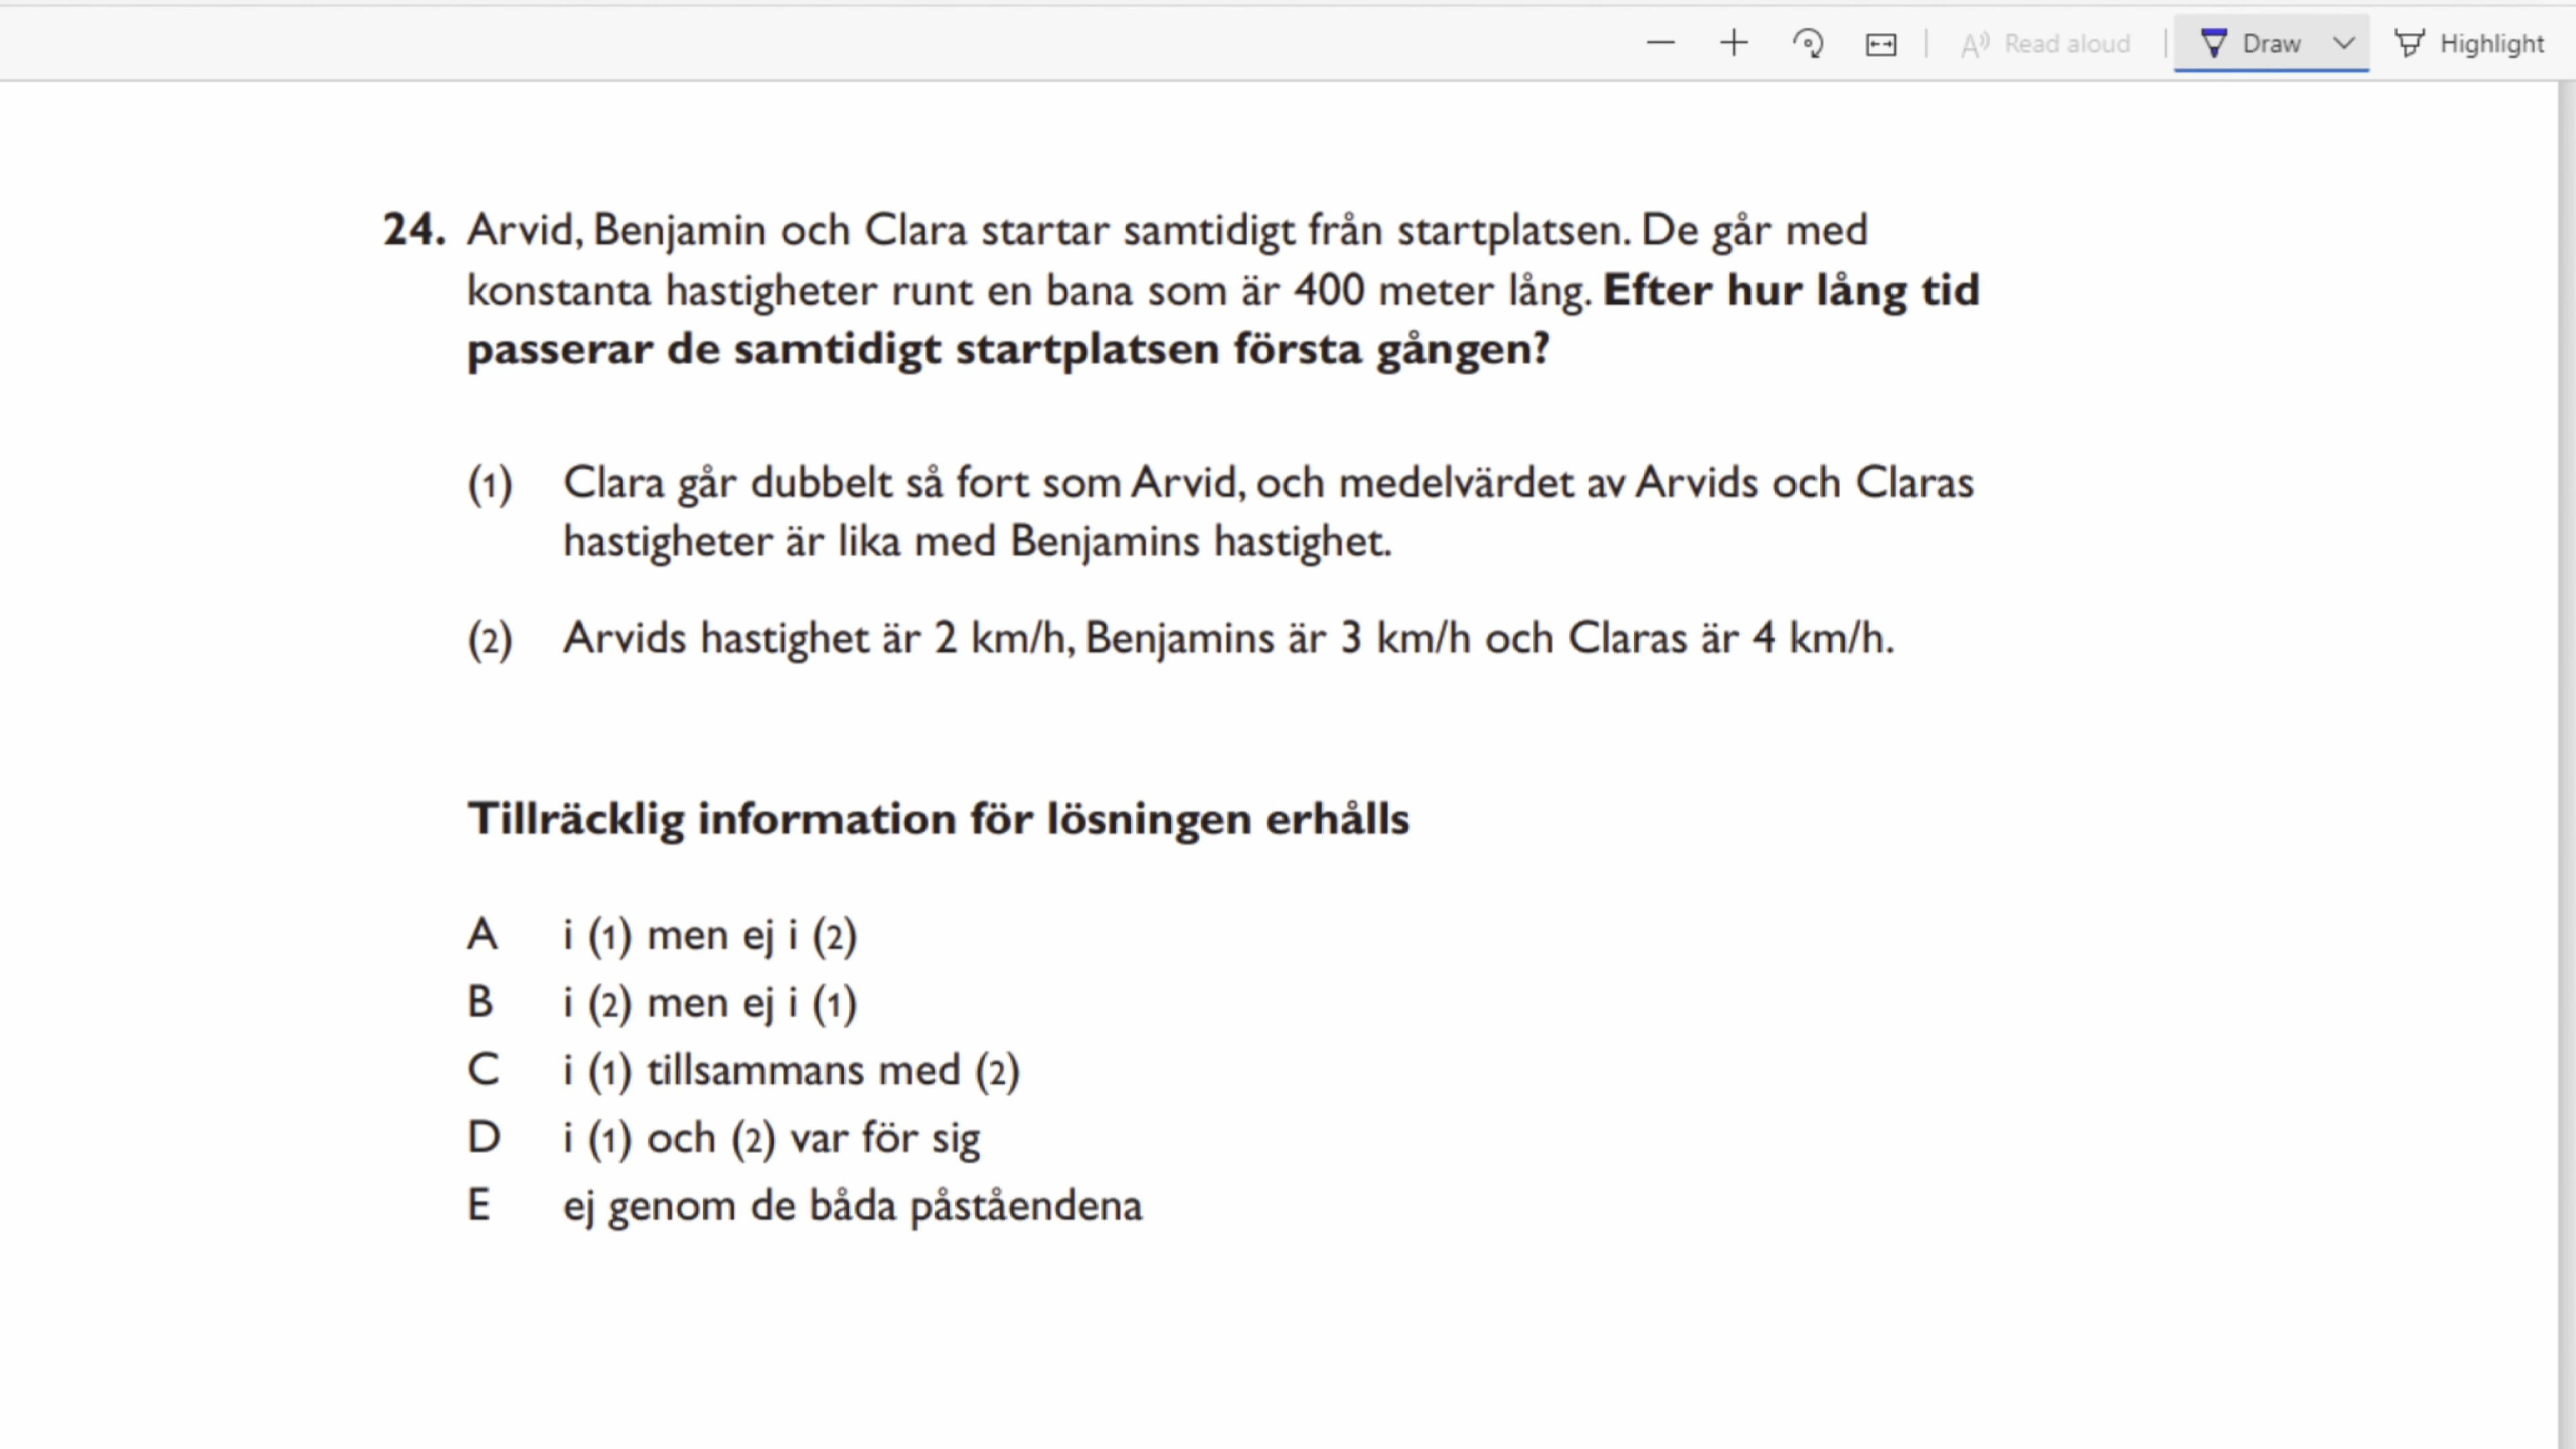 Read aloud Draw Highlight
24. Arvid, Benjamin och Clara startar samtidigt från startplatsen. De går med
konstanta hastigheter runt en bana som är 400 meter lång. Efter hur lång tid
passerar de samtidigt startplatsen första gången?
(1) Clara går dubbelt så fort som Arvid, och medelvärdet av Arvids och Claras
hastigheter är lika med Benjamins hastighet.
(2) Arvids hastighet är 2 km/h, Benjamins är 3 km/h och Claras är 4 km/h.
Tillräcklig information för lösningen erhålls
A i (1) men ej i (2)
B i (2) men ej i (1)
C i (1) tillsammans med (2)
D i (1) och (2) var för sig
E ej genom de båda påståendena